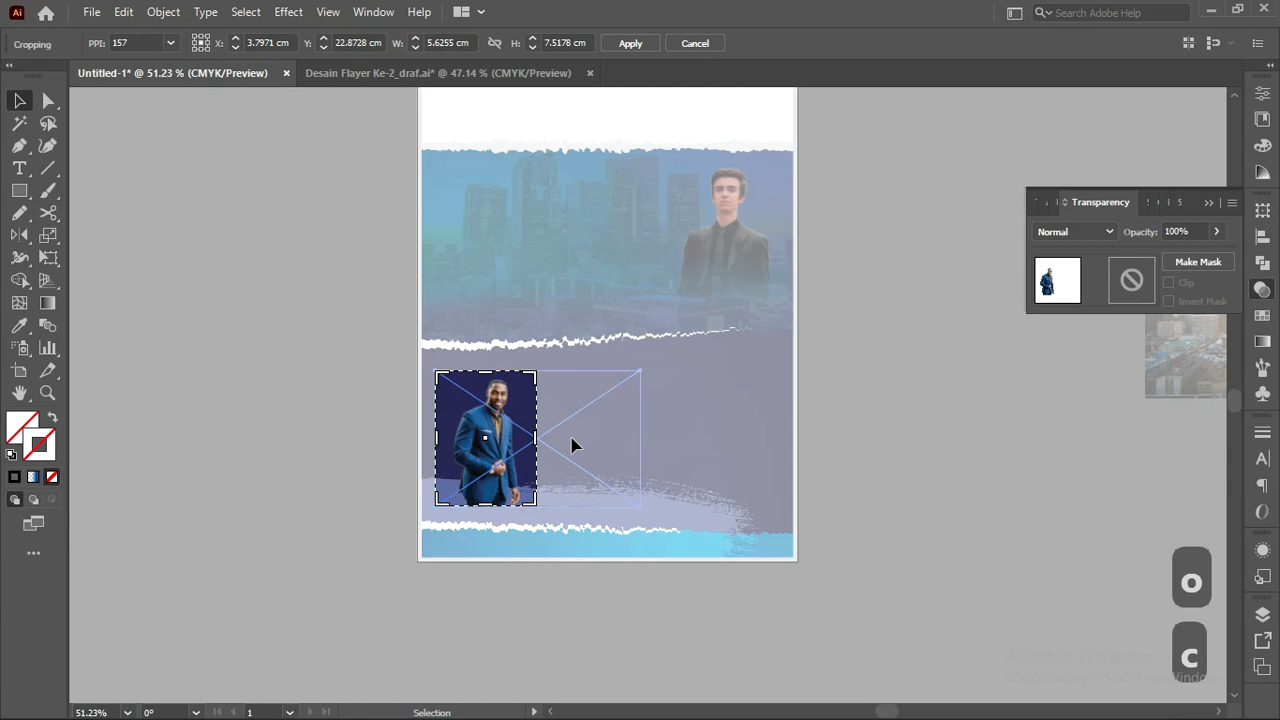 Ai File Edit Object Type Select Effect View Window Help Search Adobe Help
Cropping PPI: 157 X: 3.7971 cm Y: 22.8728 cm W: 5.6255 cm H: 7.5178 cm Apply Cancel
Untitled-1* @ 51.23 % (CMYK/Preview) × Desain Flayer Ke-2_draf.ai* @ 47.14 % (CMYK/Preview) ×
Transparency
Normal Opacity: 100%
Make Mask
Clip
Invert Mask
o
c
Activate Windows
51.23% 0° 1 Selection